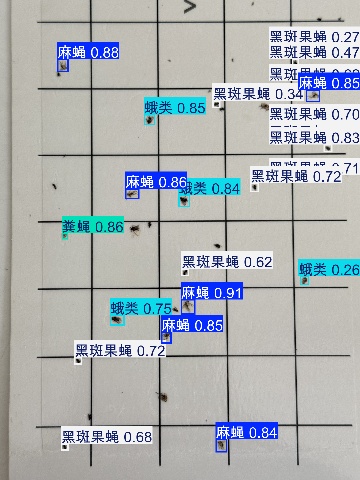 黑斑果蝇 0.27
麻蝇 0.88
黑斑果蝇 0.47
麻蝇 0.85
黑斑果蝇 0.34
蛾类 0.85
黑斑果蝇 0.70
黑斑果蝇 0.83
0.71
黑斑果蝇 0.72
麻蝇 0.86
蛾类 0.84
粪蝇 0.86
黑斑果蝇 0.62
蛾类 0.26
麻蝇 0.91
蛾类 0.75
麻蝇 0.85
黑斑果蝇 0.72
黑斑果蝇 0.68
麻蝇 0.84